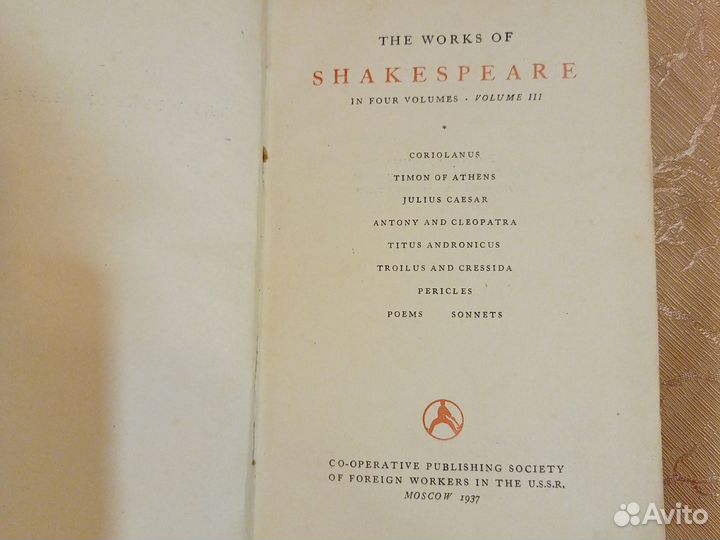 THE WORKS OF
SHAKESPEARE
IN FOUR VOLUMES · VOLUME III
*
CORIOLANUS
TIMON OF ATHENS
JULIUS CAESAR
ANTONY AND CLEOPATRA
TITUS ANDRONICUS
TROILUS AND CRESSIDA
PERICLES
POEMS SONNETS
CO-OPERATIVE PUBLISHING SOCIETY
OF FOREIGN WORKERS IN THE U.S.S.R.
MOSCOW 1937
Avito